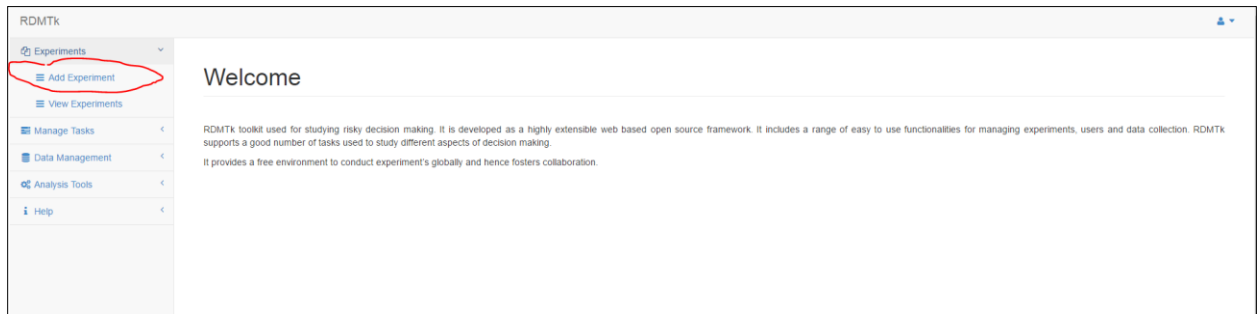 RDMTk
Experiments
Add Experiment
View Experiments
Manage Tasks
Data Management
Analysis Tools
Help
Welcome
RDMTk toolkit used for studying risky decision making. It is developed as a highly extensible web based open source framework. It includes a range of easy to use functionalities for managing experiments, users and data collection. RDMTk
supports a good number of tasks used to study different aspects of decision making.
It provides a free environment to conduct experiment's globally and hence fosters collaboration.